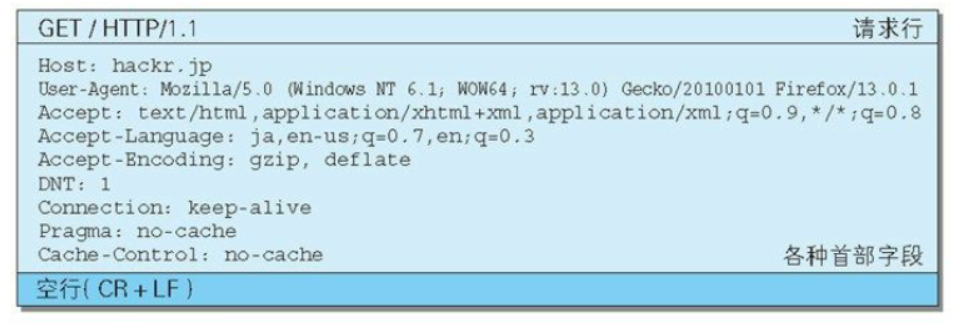 GET / HTTP/1.1 请求行
Host: hackr.jp
User-Agent: Mozilla/5.0 (Windows NT 6.1; WOW64; rv:13.0) Gecko/20100101 Firefox/13.0.1
Accept: text/html,application/xhtml+xml,application/xml;q=0.9,*/*;q=0.8
Accept-Language: ja,en-us;q=0.7,en;q=0.3
Accept-Encoding: gzip, deflate
DNT: 1
Connection: keep-alive
Pragma: no-cache
Cache-Control: no-cache 各种首部字段
空行( CR + LF )